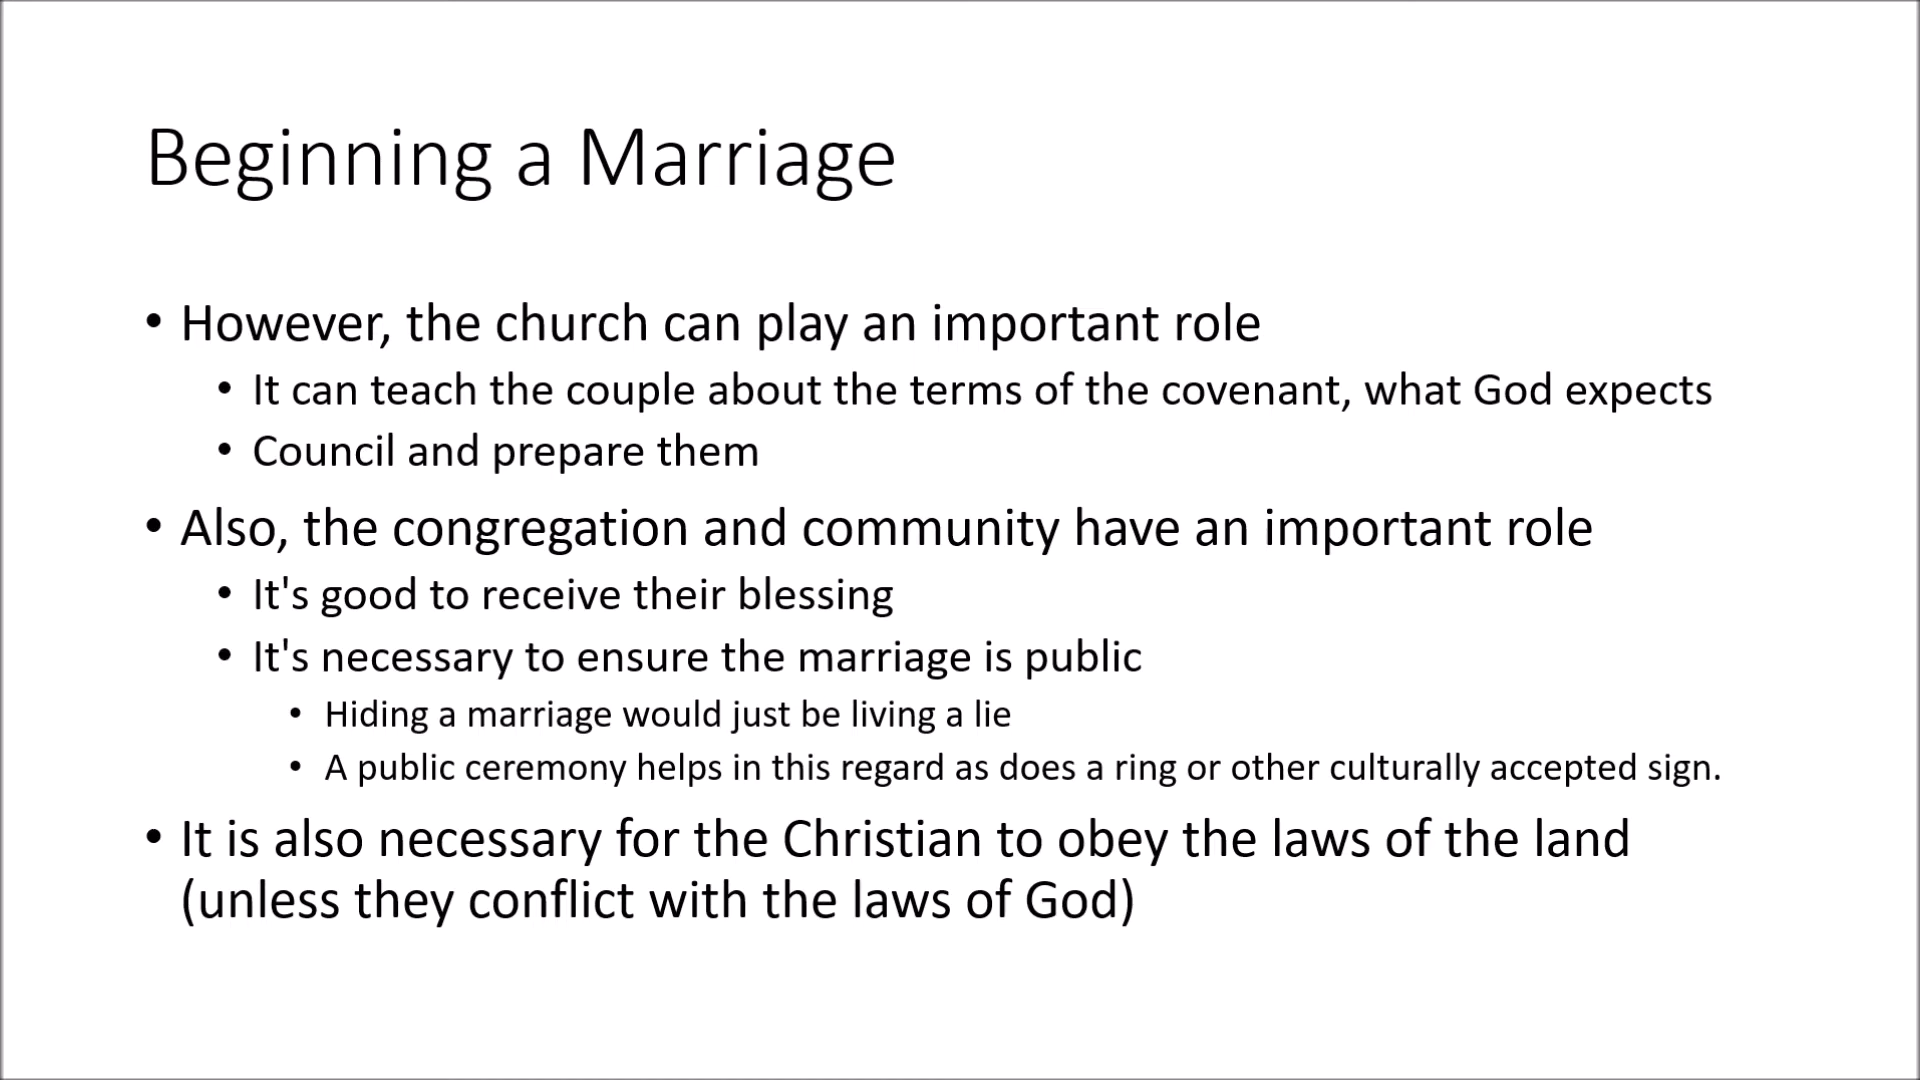 Beginning a Marriage
• However, the church can play an important role
• It can teach the couple about the terms of the covenant, what God expects
• Council and prepare them
• Also, the congregation and community have an important role
• It's good to receive their blessing
• It's necessary to ensure the marriage is public
• Hiding a marriage would just be living a lie
• A public ceremony helps in this regard as does a ring or other culturally accepted sign.
• It is also necessary for the Christian to obey the laws of the land
(unless they conflict with the laws of God)